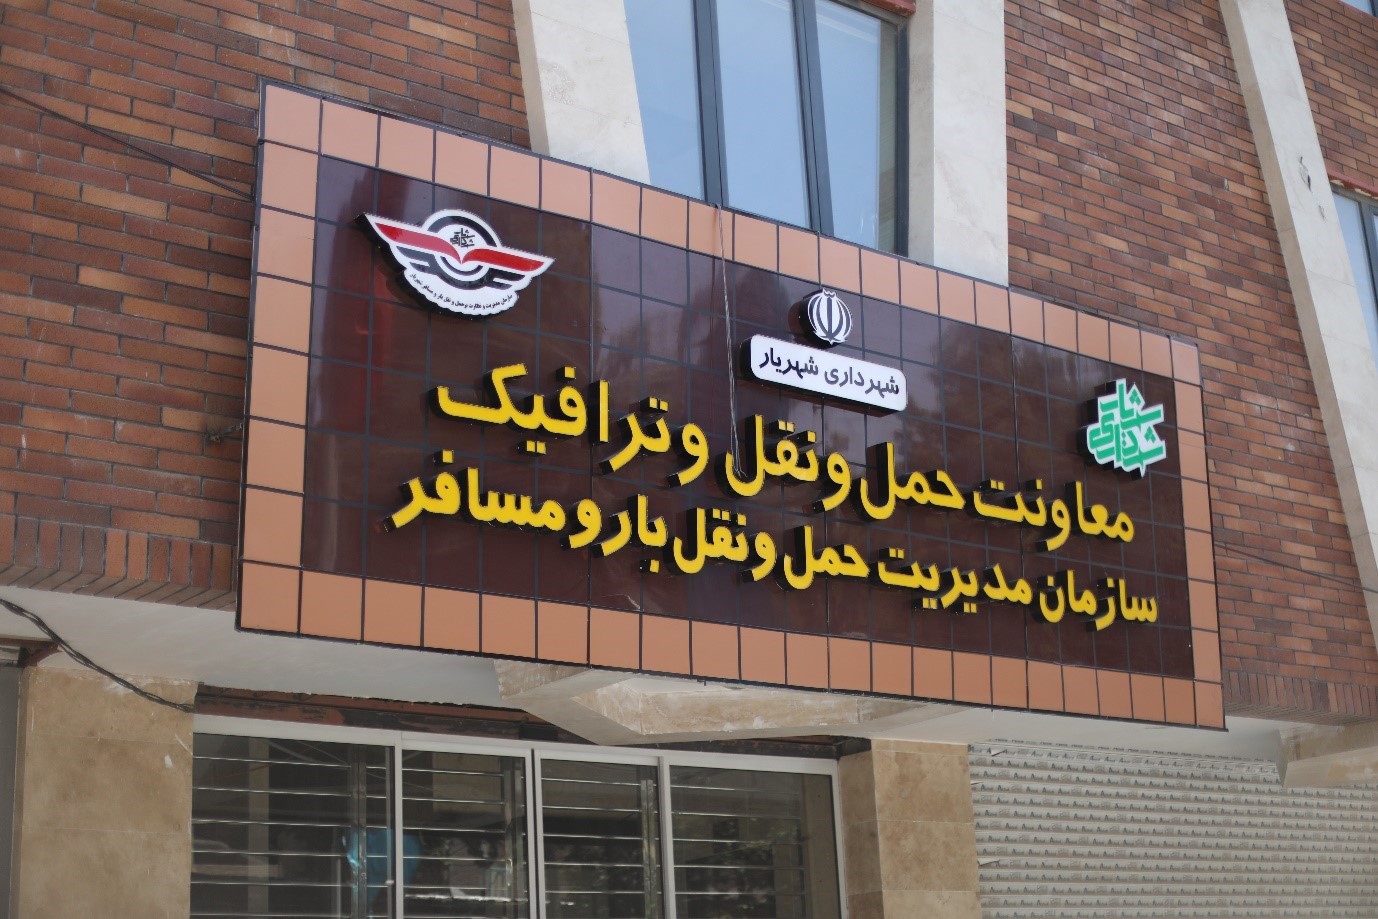 شهرداری شهریار
معاونت حمل و نقل و ترافیک
سازمان مدیریت حمل و نقل بار و مسافر